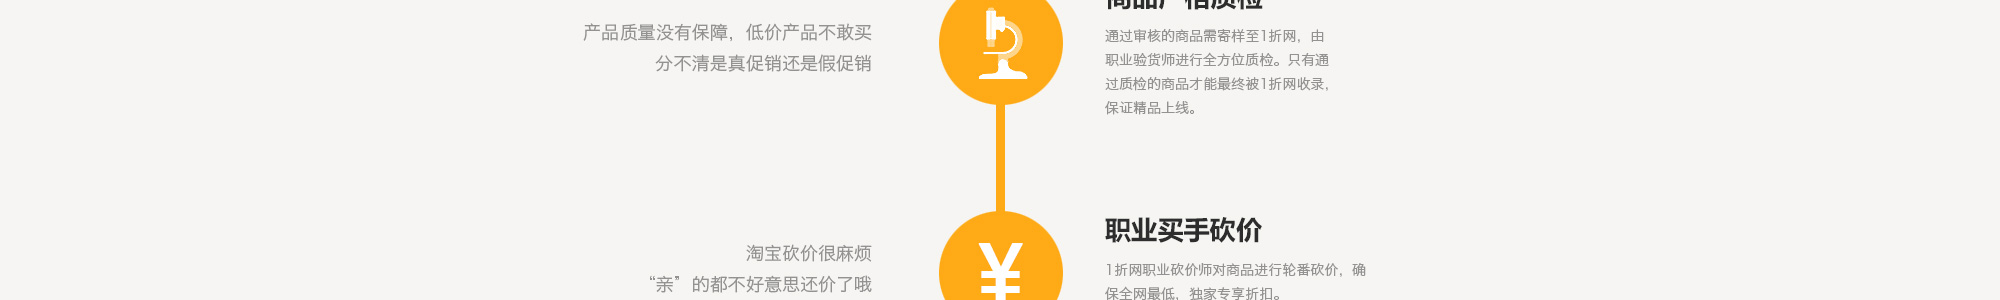 商品严格质检
产品质量没有保障，低价产品不敢买
分不清是真促销还是假促销
通过审核的商品需寄样至1折网，由
职业验货师进行全方位质检。只有通
过质检的商品才能最终被1折网收录，
保证精品上线。
职业买手砍价
淘宝砍价很麻烦
“亲”的都不好意思还价了哦
¥
1折网职业砍价师对商品进行轮番砍价，确
保全网最低，独家专享折扣。